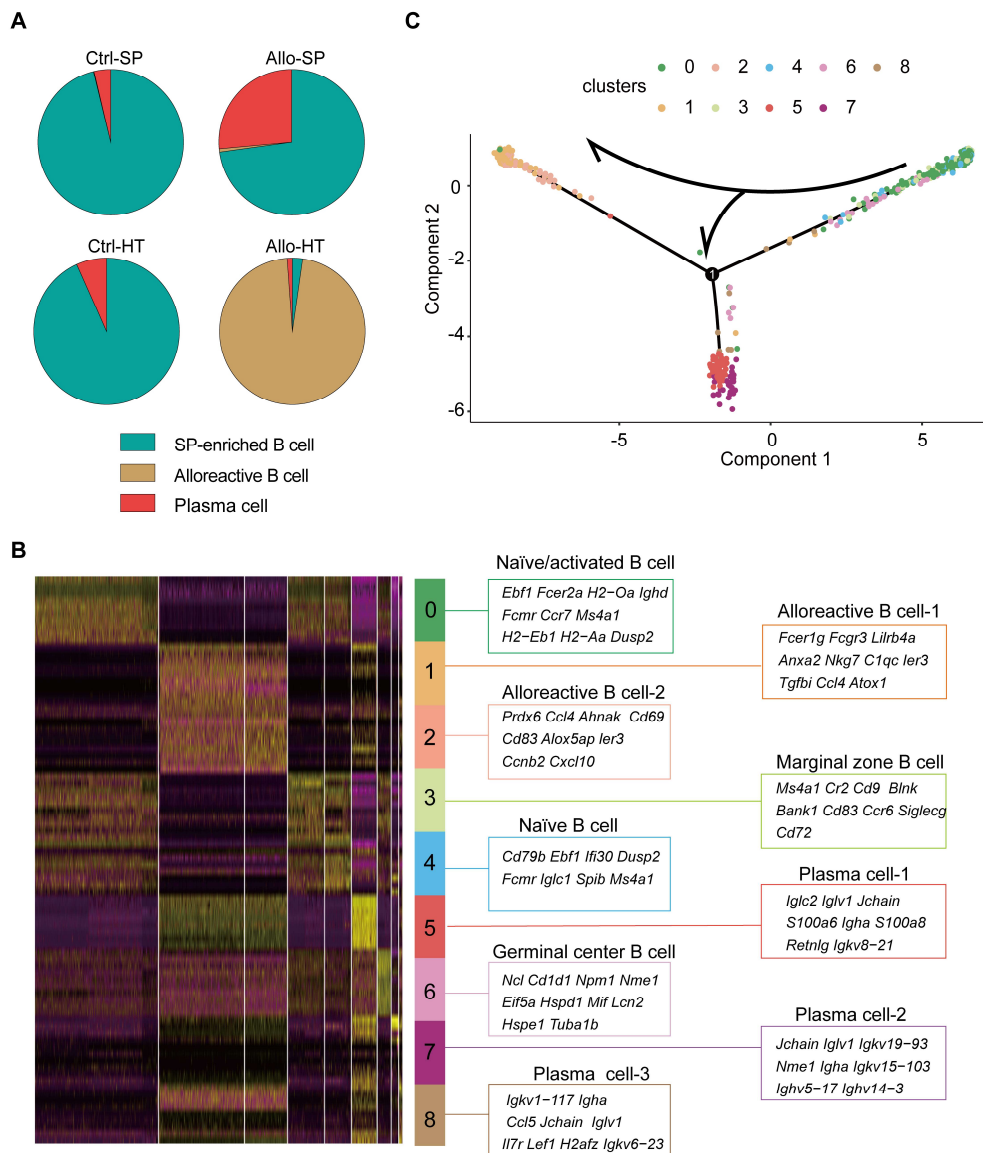 A
Ctrl-SP
Allo-SP
Ctrl-HT
Allo-HT
SP-enriched B cell
Alloreactive B cell
Plasma cell
C
clusters
0 2 4 6 8
1 3 5 7
Component 2
0
-2
-4
-6
1
-5 0 5
Component 1
B
0
1
2
3
4
5
6
7
8
Naïve/activated B cell
Ebf1 Fcer2a H2−Oa Ighd
Fcmr Ccr7 Ms4a1
H2−Eb1 H2−Aa Dusp2
Alloreactive B cell-1
Fcer1g Fcgr3 Lilrb4a
Anxa2 Nkg7 C1qc Ier3
Tgfbi Ccl4 Atox1
Alloreactive B cell-2
Prdx6 Ccl4 Ahnak Cd69
Cd83 Alox5ap Ier3
Ccnb2 Cxcl10
Marginal zone B cell
Ms4a1 Cr2 Cd9 Blnk
Bank1 Cd83 Ccr6 Siglecg
Cd72
Naïve B cell
Cd79b Ebf1 Ifi30 Dusp2
Fcmr Iglc1 Spib Ms4a1
Plasma cell-1
Iglc2 Iglv1 Jchain
S100a6 Igha S100a8
Retnlg Igkv8−21
Germinal center B cell
Ncl Cd1d1 Npm1 Nme1
Eif5a Hspd1 Mif Lcn2
Hspe1 Tuba1b
Plasma cell-2
Jchain Iglv1 Igkv19−93
Nme1 Igha Igkv15−103
Ighv5−17 Ighv14−3
Plasma cell-3
Igkv1−117 Igha
Ccl5 Jchain Iglv1
Il7r Lef1 H2afz Igkv6−23